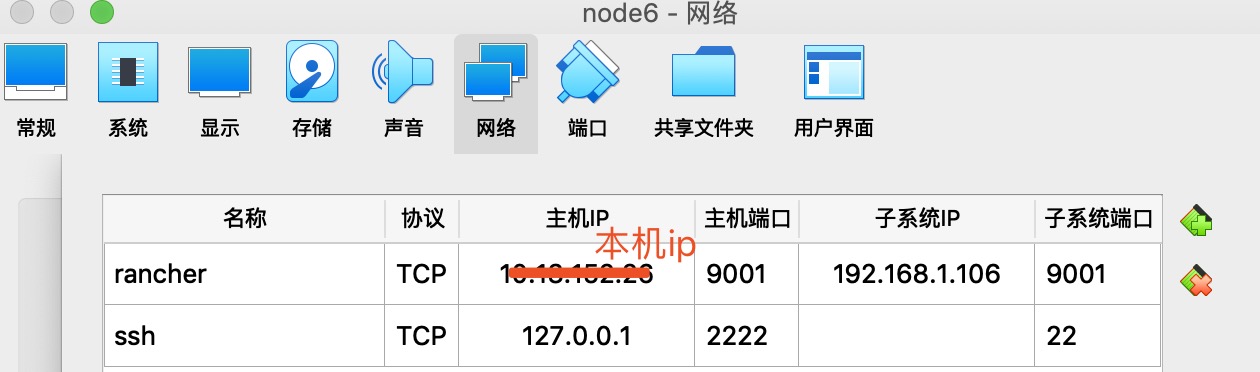 node6 - 网络
常规 系统 显示 存储 声音 网络 端口 共享文件夹 用户界面
名称 协议 主机IP 主机端口 子系统IP 子系统端口
本机ip
rancher TCP 9001 192.168.1.106 9001
ssh TCP 127.0.0.1 2222 22